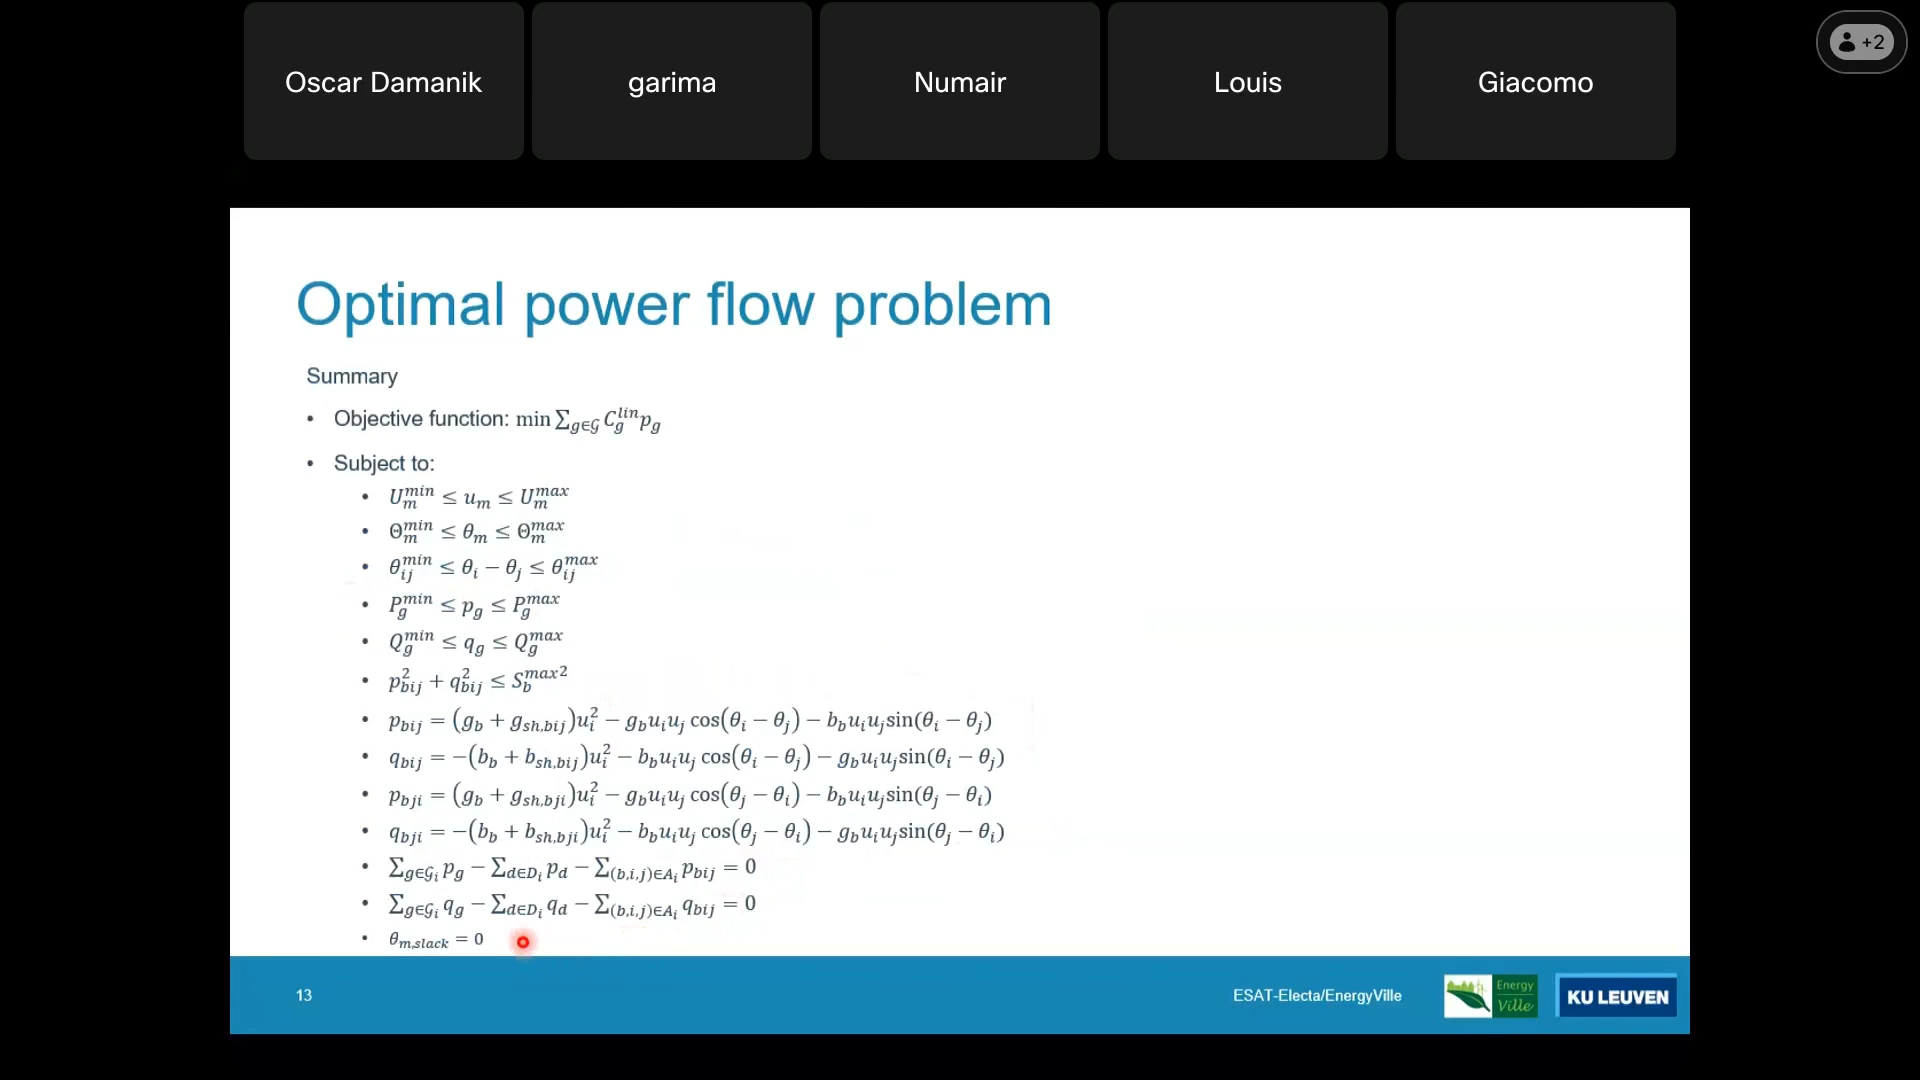 Oscar Damanik
garima
Numair
Louis
Giacomo
+2
Optimal power flow problem
Summary
• Objective function: min ∑_{g∈𝒢} C_g^{lin} p_g
• Subject to:
• U_m^{min} ≤ u_m ≤ U_m^{max}
• Θ_m^{min} ≤ θ_m ≤ Θ_m^{max}
• θ_{ij}^{min} ≤ θ_i − θ_j ≤ θ_{ij}^{max}
• P_g^{min} ≤ p_g ≤ P_g^{max}
• Q_g^{min} ≤ q_g ≤ Q_g^{max}
• p_{bij}^2 + q_{bij}^2 ≤ S_b^{max 2}
• p_{bij} = (g_b + g_{sh,bij})u_i^2 − g_b u_i u_j cos(θ_i − θ_j) − b_b u_i u_j sin(θ_i − θ_j)
• q_{bij} = −(b_b + b_{sh,bij})u_i^2 − b_b u_i u_j cos(θ_i − θ_j) − g_b u_i u_j sin(θ_i − θ_j)
• p_{bji} = (g_b + g_{sh,bji})u_i^2 − g_b u_i u_j cos(θ_j − θ_i) − b_b u_i u_j sin(θ_j − θ_i)
• q_{bji} = −(b_b + b_{sh,bji})u_i^2 − b_b u_i u_j cos(θ_j − θ_i) − g_b u_i u_j sin(θ_j − θ_i)
• ∑_{g∈𝒢_i} p_g − ∑_{d∈D_i} p_d − ∑_{(b,i,j)∈A_i} p_{bij} = 0
• ∑_{g∈𝒢_i} q_g − ∑_{d∈D_i} q_d − ∑_{(b,i,j)∈A_i} q_{bij} = 0
• θ_{m,slack} = 0
13
ESAT-Electa/EnergyVille
Energy
Ville
KU LEUVEN